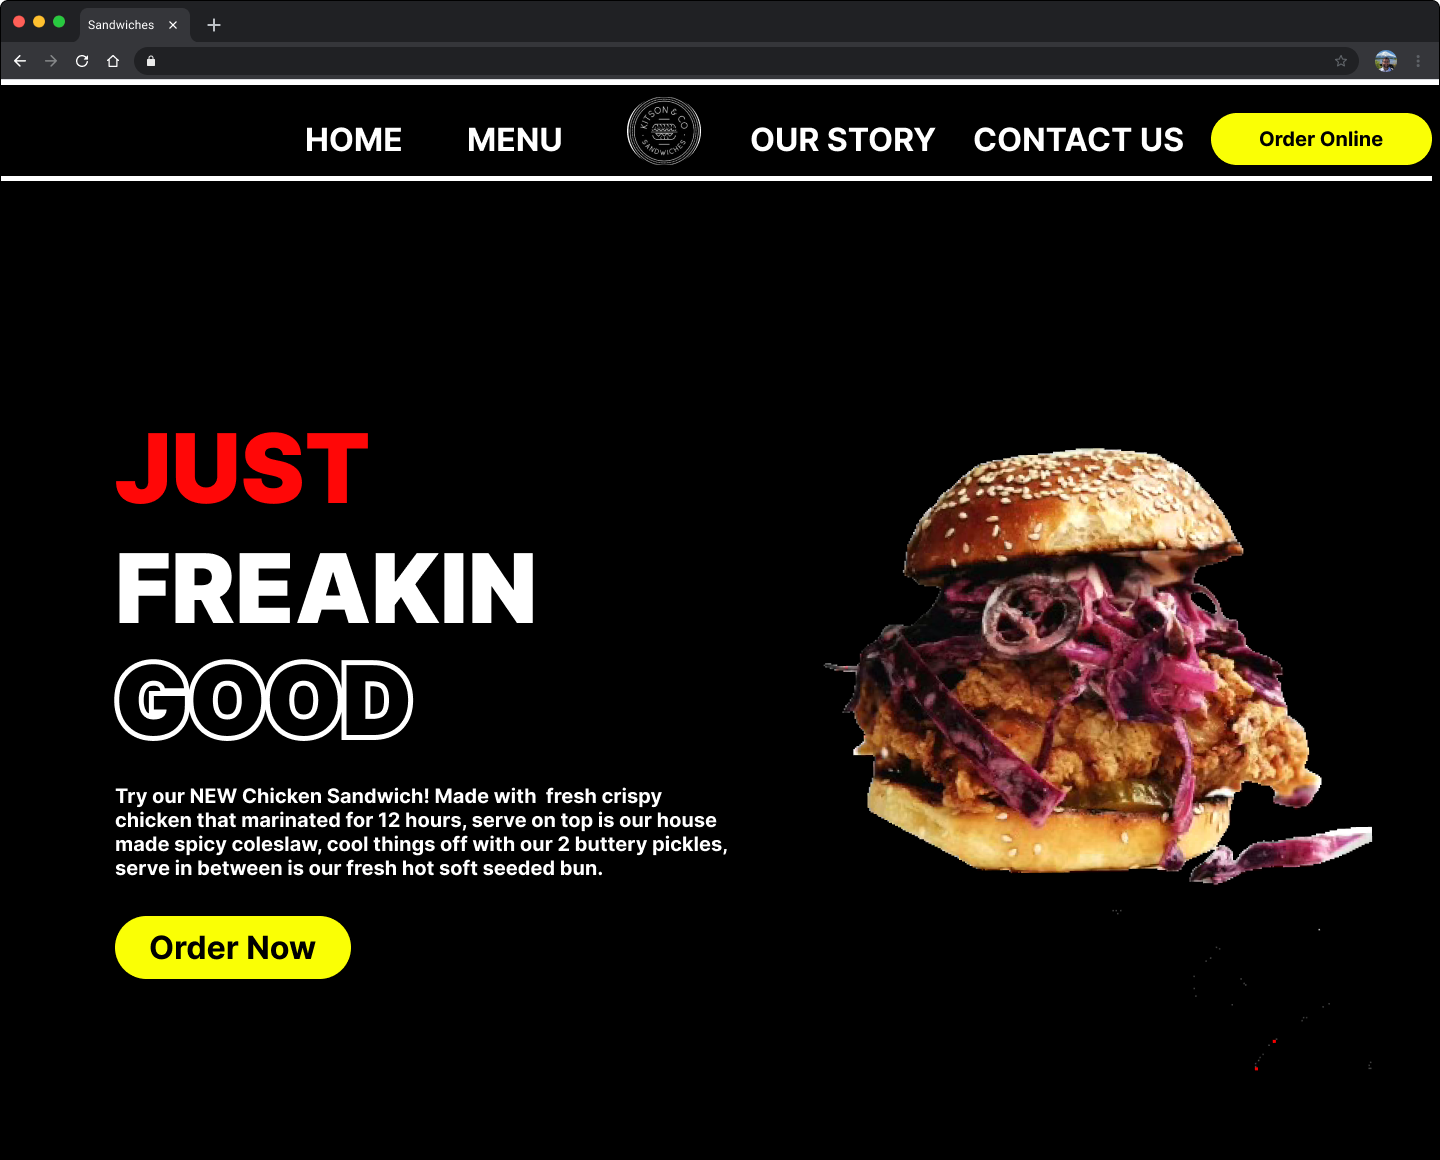 Sandwiches
HOME
MENU
KITSON & CO
SANDWICHES
OUR STORY
CONTACT US
Order Online
JUST
FREAKIN
GOOD
Try our NEW Chicken Sandwich! Made with  fresh crispy
chicken that marinated for 12 hours, serve on top is our house
made spicy coleslaw, cool things off with our 2 buttery pickles,
serve in between is our fresh hot soft seeded bun.
Order Now